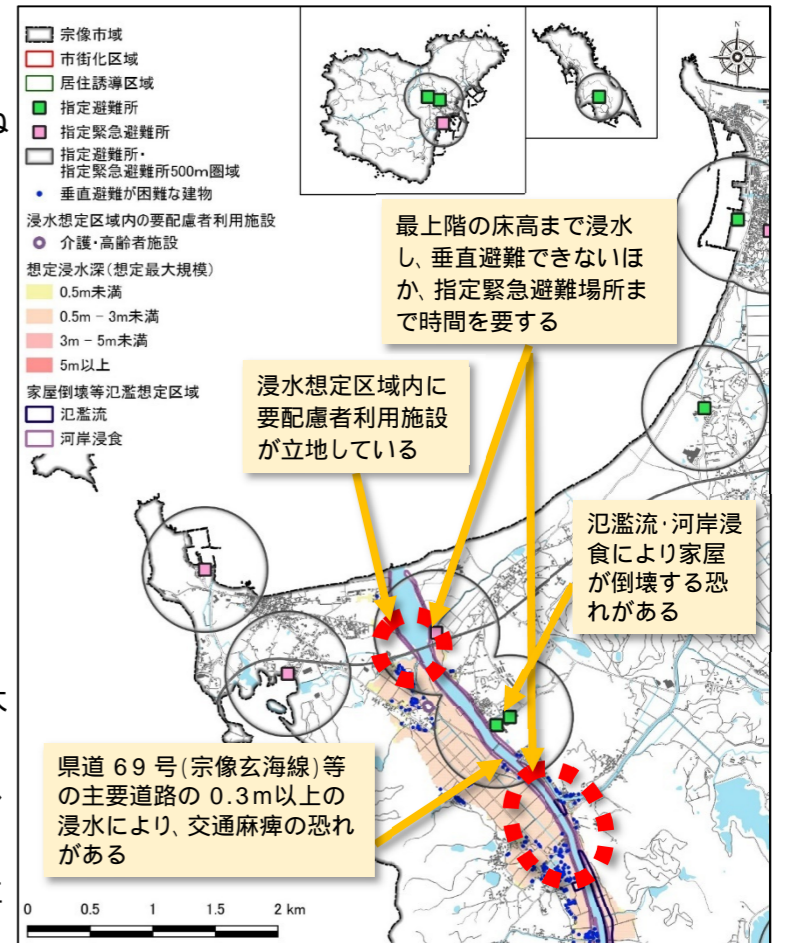 宗像市域
市街化区域
居住誘導区域
指定避難所
指定緊急避難所
指定避難所・
指定緊急避難所500m圏域
垂直避難が困難な建物
浸水想定区域内の要配慮者利用施設
介護・高齢者施設
想定浸水深(想定最大規模)
0.5m未満
0.5m - 3m未満
3m - 5m未満
5m以上
家屋倒壊等氾濫想定区域
氾濫流
河岸浸食
N
最上階の床高まで浸水
し、垂直避難できないほ
か、指定緊急避難場所ま
で時間を要する
浸水想定区域内に
要配慮者利用施設
が立地している
氾濫流・河岸浸
食により家屋
が倒壊する恐
れがある
県道 69 号(宗像玄海線)等
の主要道路の 0.3m以上の
浸水により、交通麻痺の恐れ
がある
0 0.5 1 1.5 2 km